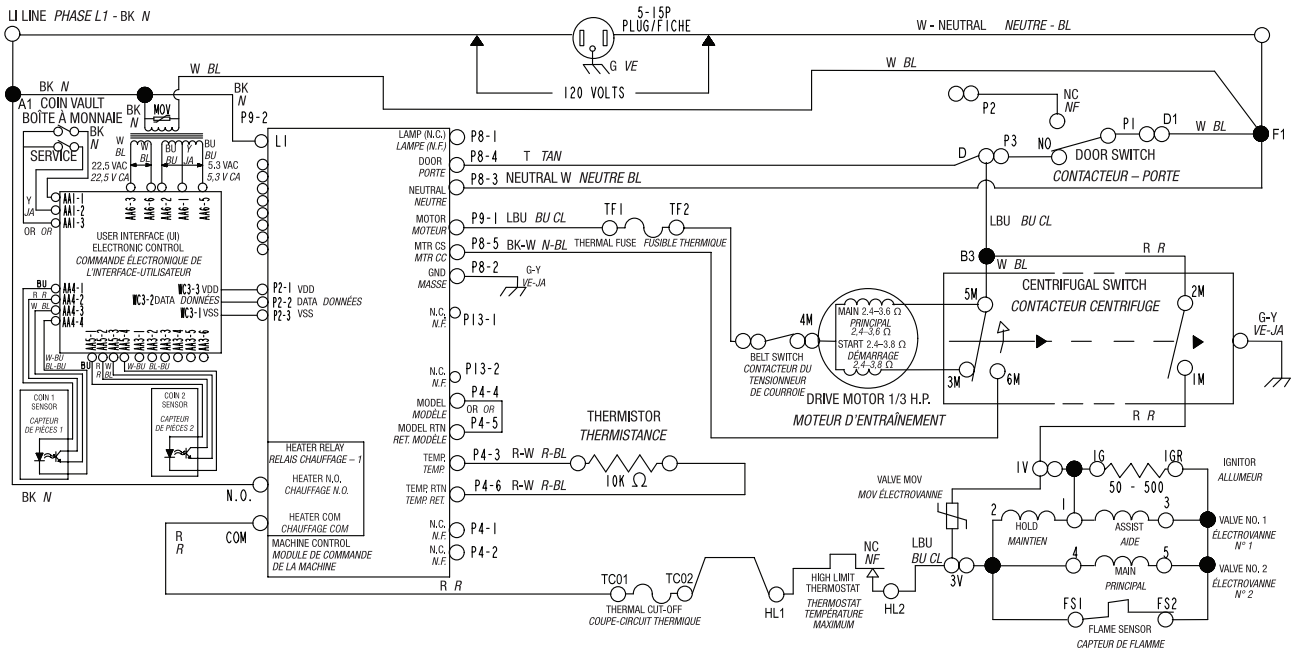 LI LINE PHASE L1 - BK N
5-15P
PLUG/FICHE
W - NEUTRAL NEUTRE - BL
G VE
120 VOLTS
W BL
W BL
BK N
BK
N
A1 COIN VAULT
BOÎTE À MONNAIE
MOV
P9-2
BK
N
SERVICE
W
BL
N
BL
BU
BU
Y
JA
BU
BU
22.5 VAC
22,5 V CA
5.3 VAC
5,3 V CA
AA6-3
AA6-6
AA6-2
AA6-1
AA6-5
Y
JA
OR OR
AA1-1
AA1-2
AA1-3
USER INTERFACE (UI)
ELECTRONIC CONTROL
COMMANDE ÉLECTRONIQUE DE
L'INTERFACE-UTILISATEUR
BU
R R
W BL
AA4-1
AA4-2
AA4-3
AA4-4
WC3-3 VDD
WC3-2 DATA DONNÉES
WC3-1 VSS
P2-1 VDD
P2-2 DATA DONNÉES
P2-3 VSS
AA5-1
AA5-2
AA5-3
AA5-4
AA3-1
AA3-2
AA3-3
AA3-4
AA3-5
AA3-6
W-BU
BL-BU
BU
R
R
W
BL
W-BU BL-BU
COIN 1
SENSOR
CAPTEUR
DE PIÈCES 1
COIN 2
SENSOR
CAPTEUR
DE PIÈCES 2
BK N
N.O.
COM
R
R
LI
LAMP (N.C.)
LAMPE (N.F.)
P8-1
DOOR
PORTE
P8-4
T TAN
NEUTRAL
NEUTRE
P8-3 NEUTRAL W NEUTRE BL
MOTOR
MOTEUR
P9-1 LBU BU CL
MTR CS
MTR CC
P8-5 BK-W N-BL
GND
MASSE
P8-2
G-Y
VE-JA
N.C.
N.F.
P13-1
N.C.
N.F.
P13-2
P4-4
MODEL
MODÈLE
OR OR
MODEL RTN
RET. MODÈLE
P4-5
TEMP.
TEMP.
P4-3 R-W R-BL
TEMP. RTN
TEMP. RET.
P4-6 R-W R-BL
N.C.
N.F.
P4-1
N.C.
N.F.
P4-2
HEATER RELAY
RELAIS CHAUFFAGE – 1
HEATER N.O.
CHAUFFAGE N.O.
HEATER COM
CHAUFFAGE COM
MACHINE CONTROL
MODULE DE COMMANDE
DE LA MACHINE
TF1
TF2
THERMAL FUSE FUSIBLE THERMIQUE
THERMISTOR
THERMISTANCE
10K Ω
P2
NC
NF
D
P3
NO
P1
D1
W BL
F1
DOOR SWITCH
CONTACTEUR – PORTE
LBU BU CL
B3
W BL
R R
CENTRIFUGAL SWITCH
CONTACTEUR CENTRIFUGE
5M
2M
3M
6M
1M
G-Y
VE-JA
4M
MAIN 2.4–3.6 Ω
PRINCIPAL
2,4–3,6 Ω
START 2.4–3.8 Ω
DÉMARRAGE
2,4–3,8 Ω
BELT SWITCH
CONTACTEUR DU
TENSIONNEUR
DE COURROIE
DRIVE MOTOR 1/3 H.P.
MOTEUR D'ENTRAÎNEMENT
R R
1V
IG
IGR
50 - 500
IGNITOR
ALLUMEUR
VALVE MOV
MOV ÉLECTROVANNE
2
HOLD
MAINTIEN
1
ASSIST
AIDE
3
VALVE NO. 1
ÉLECTROVANNE
N° 1
4
MAIN
PRINCIPAL
5
VALVE NO. 2
ÉLECTROVANNE
N° 2
FS1
FS2
FLAME SENSOR
CAPTEUR DE FLAMME
LBU
BU CL
3V
R R
TCO1
TCO2
THERMAL CUT-OFF
COUPE-CIRCUIT THERMIQUE
HL1
HIGH LIMIT
THERMOSTAT
THERMOSTAT
TEMPÉRATURE
MAXIMUM
NC
NF
HL2